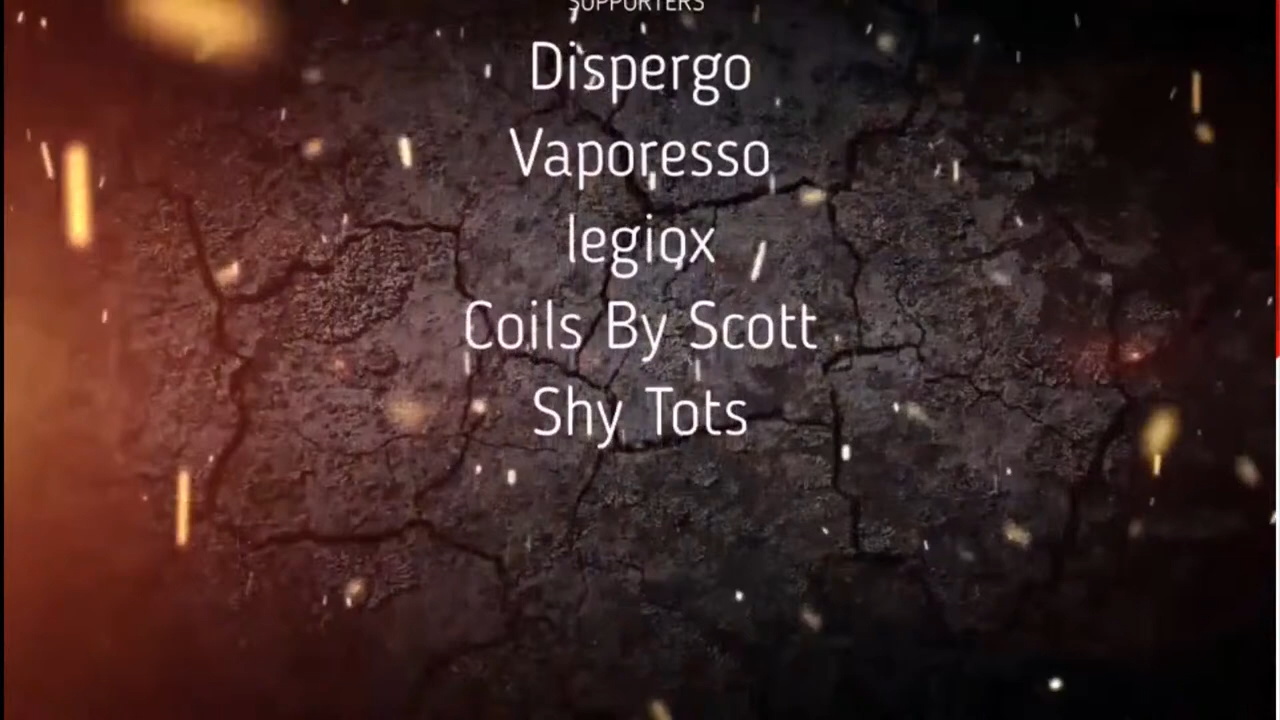 SUPPORTERS
Dispergo
Vaporesso
legiox
Coils By Scott
Shy Tots